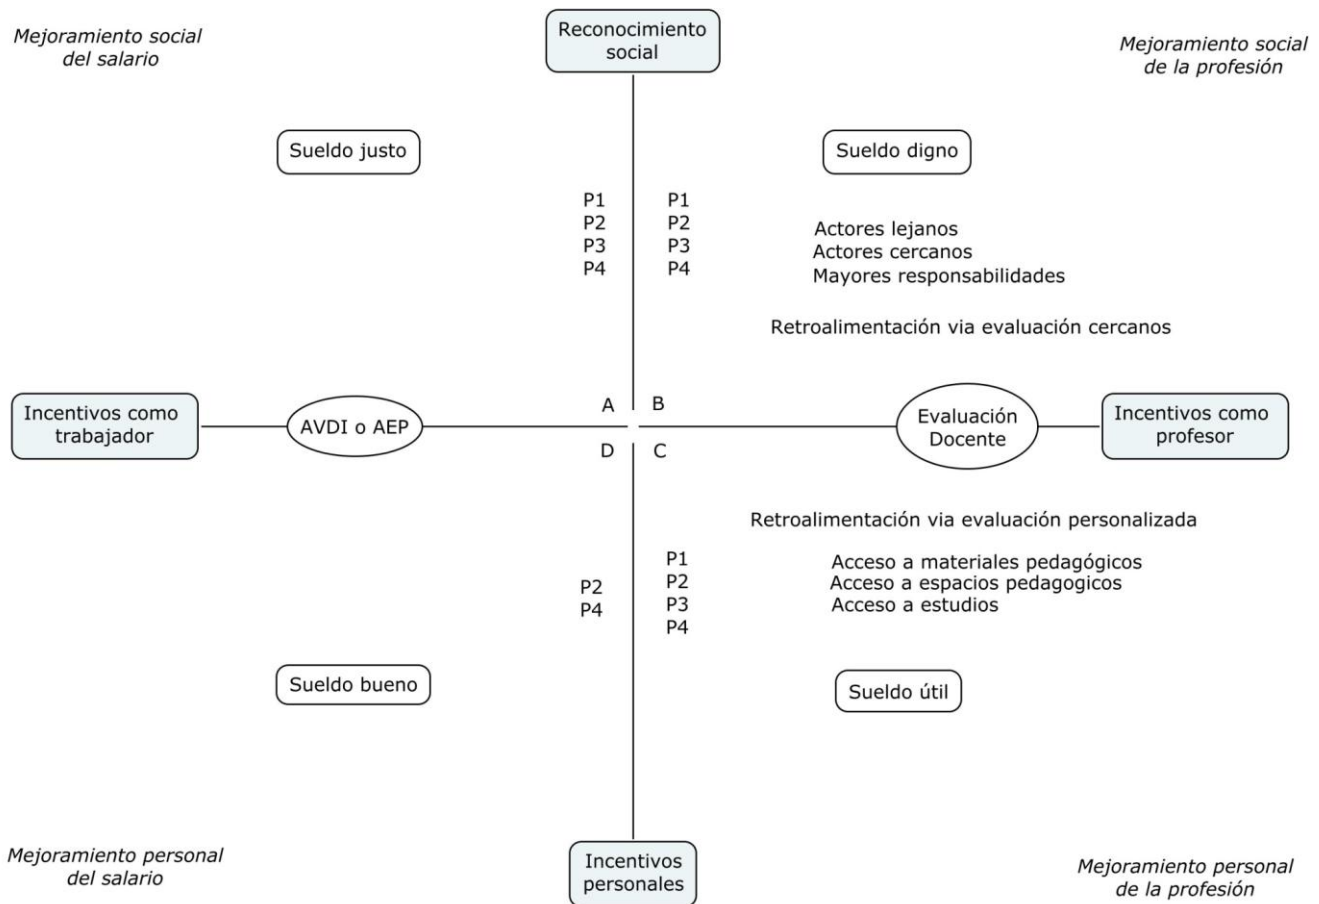 Mejoramiento social
del salario
Reconocimiento
social
Mejoramiento social
de la profesión
Sueldo justo
Sueldo digno
P1
P2
P3
P4
P1
P2
P3
P4
Actores lejanos
Actores cercanos
Mayores responsabilidades
Retroalimentación via evaluación cercanos
Incentivos como
trabajador
AVDI o AEP
A
B
D
C
Evaluación
Docente
Incentivos como
profesor
Retroalimentación via evaluación personalizada
P2
P4
P1
P2
P3
P4
Acceso a materiales pedagógicos
Acceso a espacios pedagogicos
Acceso a estudios
Sueldo bueno
Sueldo útil
Mejoramiento personal
del salario
Incentivos
personales
Mejoramiento personal
de la profesión